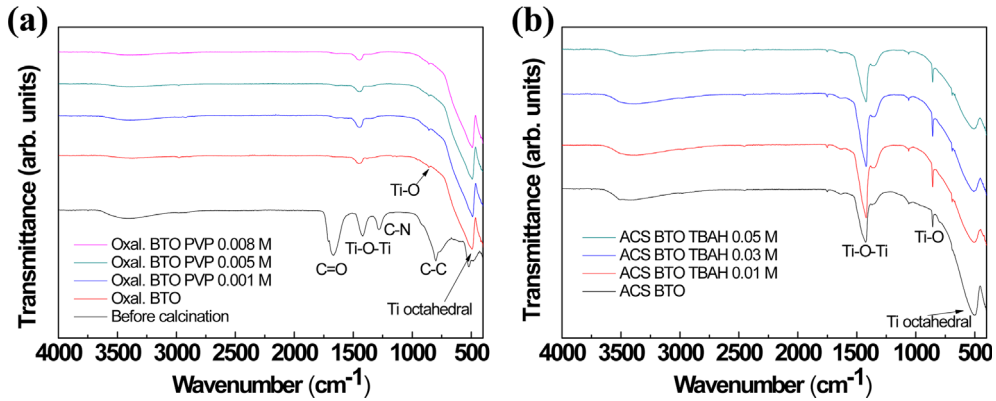 (a)
Transmittance (arb. units)
Ti-O
C-N
Ti-O-Ti
C=O
C-C
Ti octahedral
Oxal. BTO PVP 0.008 M
Oxal. BTO PVP 0.005 M
Oxal. BTO PVP 0.001 M
Oxal. BTO
Before calcination
4000 3500 3000 2500 2000 1500 1000 500
Wavenumber (cm⁻¹)
(b)
Transmittance (arb. units)
Ti-O-Ti
Ti-O
Ti octahedral
ACS BTO TBAH 0.05 M
ACS BTO TBAH 0.03 M
ACS BTO TBAH 0.01 M
ACS BTO
4000 3500 3000 2500 2000 1500 1000 500
Wavenumber (cm⁻¹)